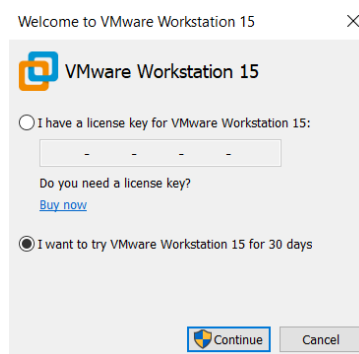 Welcome to VMware Workstation 15
VMware Workstation 15
I have a license key for VMware Workstation 15:
- - - -
Do you need a license key?
Buy now
I want to try VMware Workstation 15 for 30 days
Continue Cancel